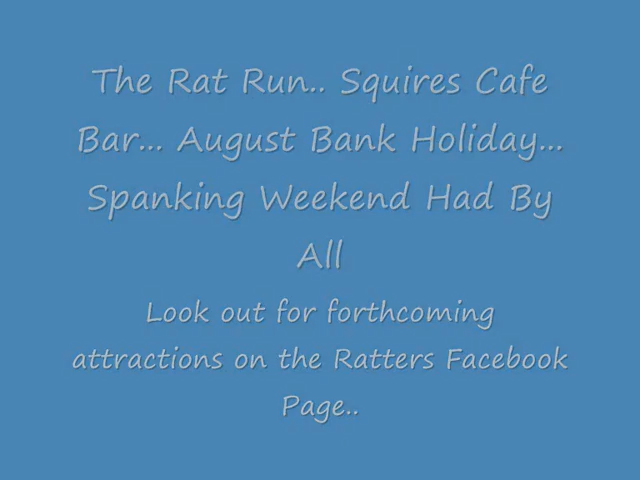 The Rat Run.. Squires Cafe
Bar... August Bank Holiday...
Spanking Weekend Had By
All
Look out for forthcoming
attractions on the Ratters Facebook
Page..